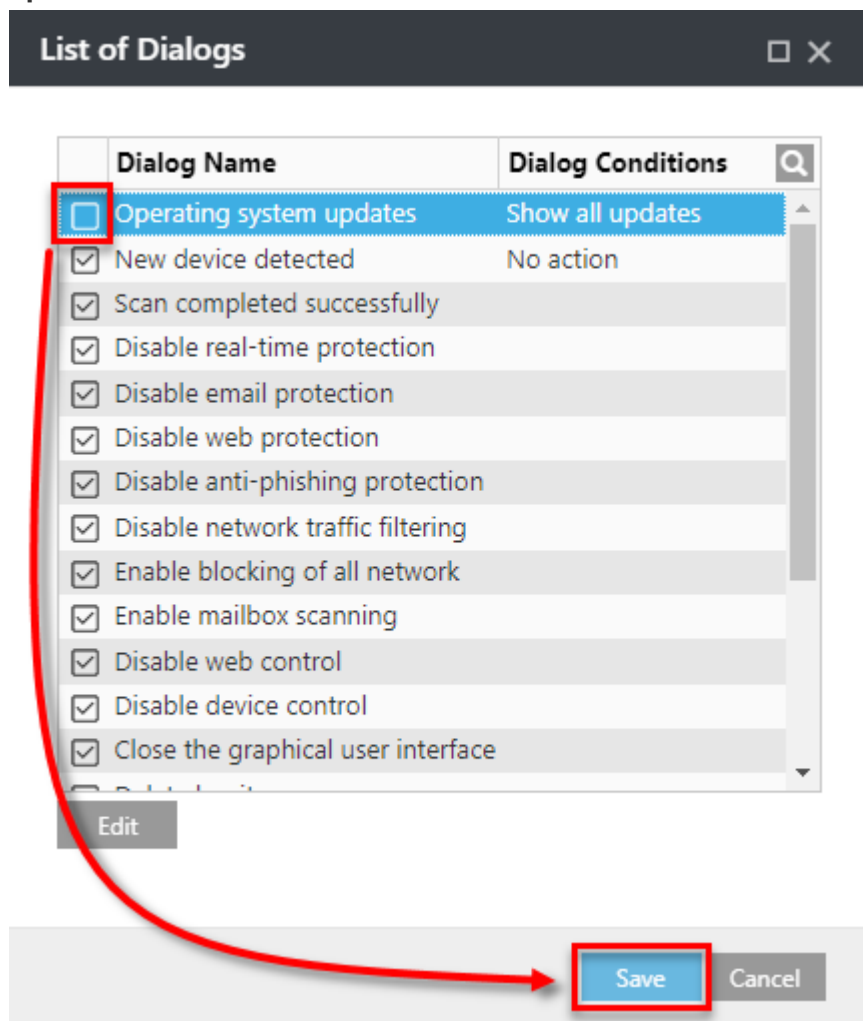 List of Dialogs
Dialog Name Dialog Conditions
Operating system updates Show all updates
New device detected No action
Scan completed successfully
Disable real-time protection
Disable email protection
Disable web protection
Disable anti-phishing protection
Disable network traffic filtering
Enable blocking of all network
Enable mailbox scanning
Disable web control
Disable device control
Close the graphical user interface
Edit
Save Cancel